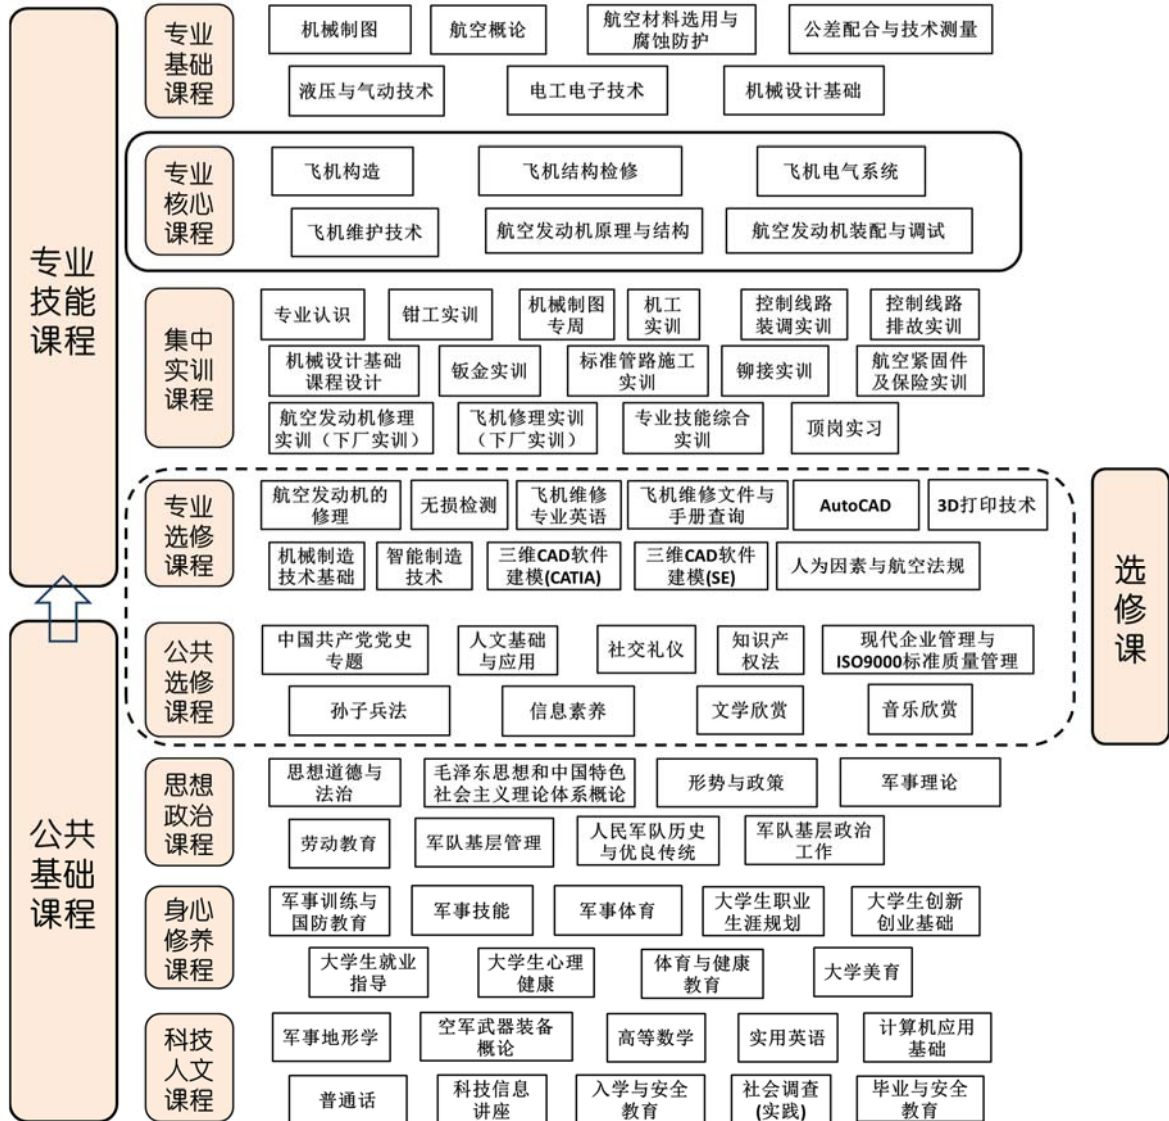 专业
技能
课程
公共
基础
课程
专业
基础
课程
机械制图
航空概论
航空材料选用与
腐蚀防护
公差配合与技术测量
液压与气动技术
电工电子技术
机械设计基础
专业
核心
课程
飞机构造
飞机结构检修
飞机电气系统
飞机维护技术
航空发动机原理与结构
航空发动机装配与调试
集中
实训
课程
专业认识
钳工实训
机械制图
专周
机工
实训
控制线路
装调实训
控制线路
排故实训
机械设计基础
课程设计
钣金实训
标准管路施工
实训
铆接实训
航空紧固件
及保险实训
航空发动机修理
实训（下厂实训）
飞机修理实训
（下厂实训）
专业技能综合
实训
顶岗实习
专业
选修
课程
航空发动机的
修理
无损检测
飞机维修
专业英语
飞机维修文件与
手册查询
AutoCAD
3D打印技术
机械制造
技术基础
智能制造
技术
三维CAD软件
建模(CATIA)
三维CAD软件
建模(SE)
人为因素与航空法规
公共
选修
课程
中国共产党党史
专题
人文基础
与应用
社交礼仪
知识产
权法
现代企业管理与
ISO9000标准质量管理
孙子兵法
信息素养
文学欣赏
音乐欣赏
选
修
课
思想
政治
课程
思想道德与
法治
毛泽东思想和中国特色
社会主义理论体系概论
形势与政策
军事理论
劳动教育
军队基层管理
人民军队历史
与优良传统
军队基层政治
工作
身心
修养
课程
军事训练与
国防教育
军事技能
军事体育
大学生职业
生涯规划
大学生创新
创业基础
大学生就业
指导
大学生心理
健康
体育与健康
教育
大学美育
科技
人文
课程
军事地形学
空军武器装备
概论
高等数学
实用英语
计算机应用
基础
普通话
科技信息
讲座
入学与安全
教育
社会调查
(实践)
毕业与安全
教育